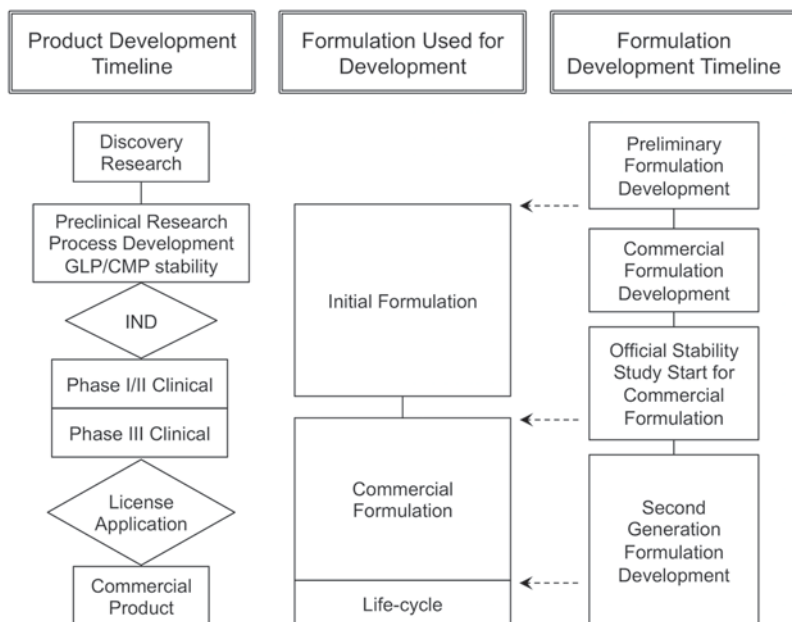 Product Development
Timeline
Formulation Used for
Development
Formulation
Development Timeline
Discovery
Research
Preclinical Research
Process Development
GLP/CMP stability
IND
Phase I/II Clinical
Phase III Clinical
License
Application
Commercial
Product
Initial Formulation
Commercial
Formulation
Life-cycle
Preliminary
Formulation
Development
Commercial
Formulation
Development
Official Stability
Study Start for
Commercial
Formulation
Second
Generation
Formulation
Development